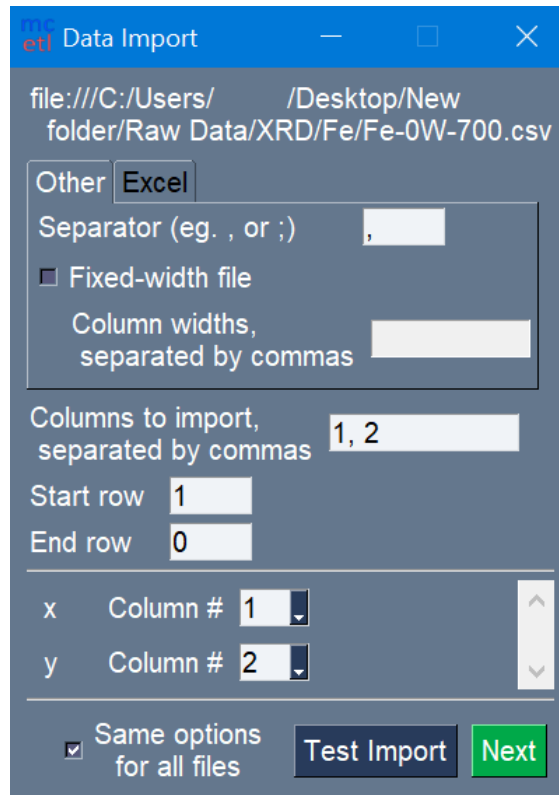 mc
etl
Data Import
file:///C:/Users/ /Desktop/New
folder/Raw Data/XRD/Fe/Fe-0W-700.csv
Other Excel
Separator (eg. , or ;) ,
Fixed-width file
Column widths,
separated by commas
Columns to import,
separated by commas 1, 2
Start row 1
End row 0
x Column # 1
y Column # 2
Same options
for all files
Test Import Next